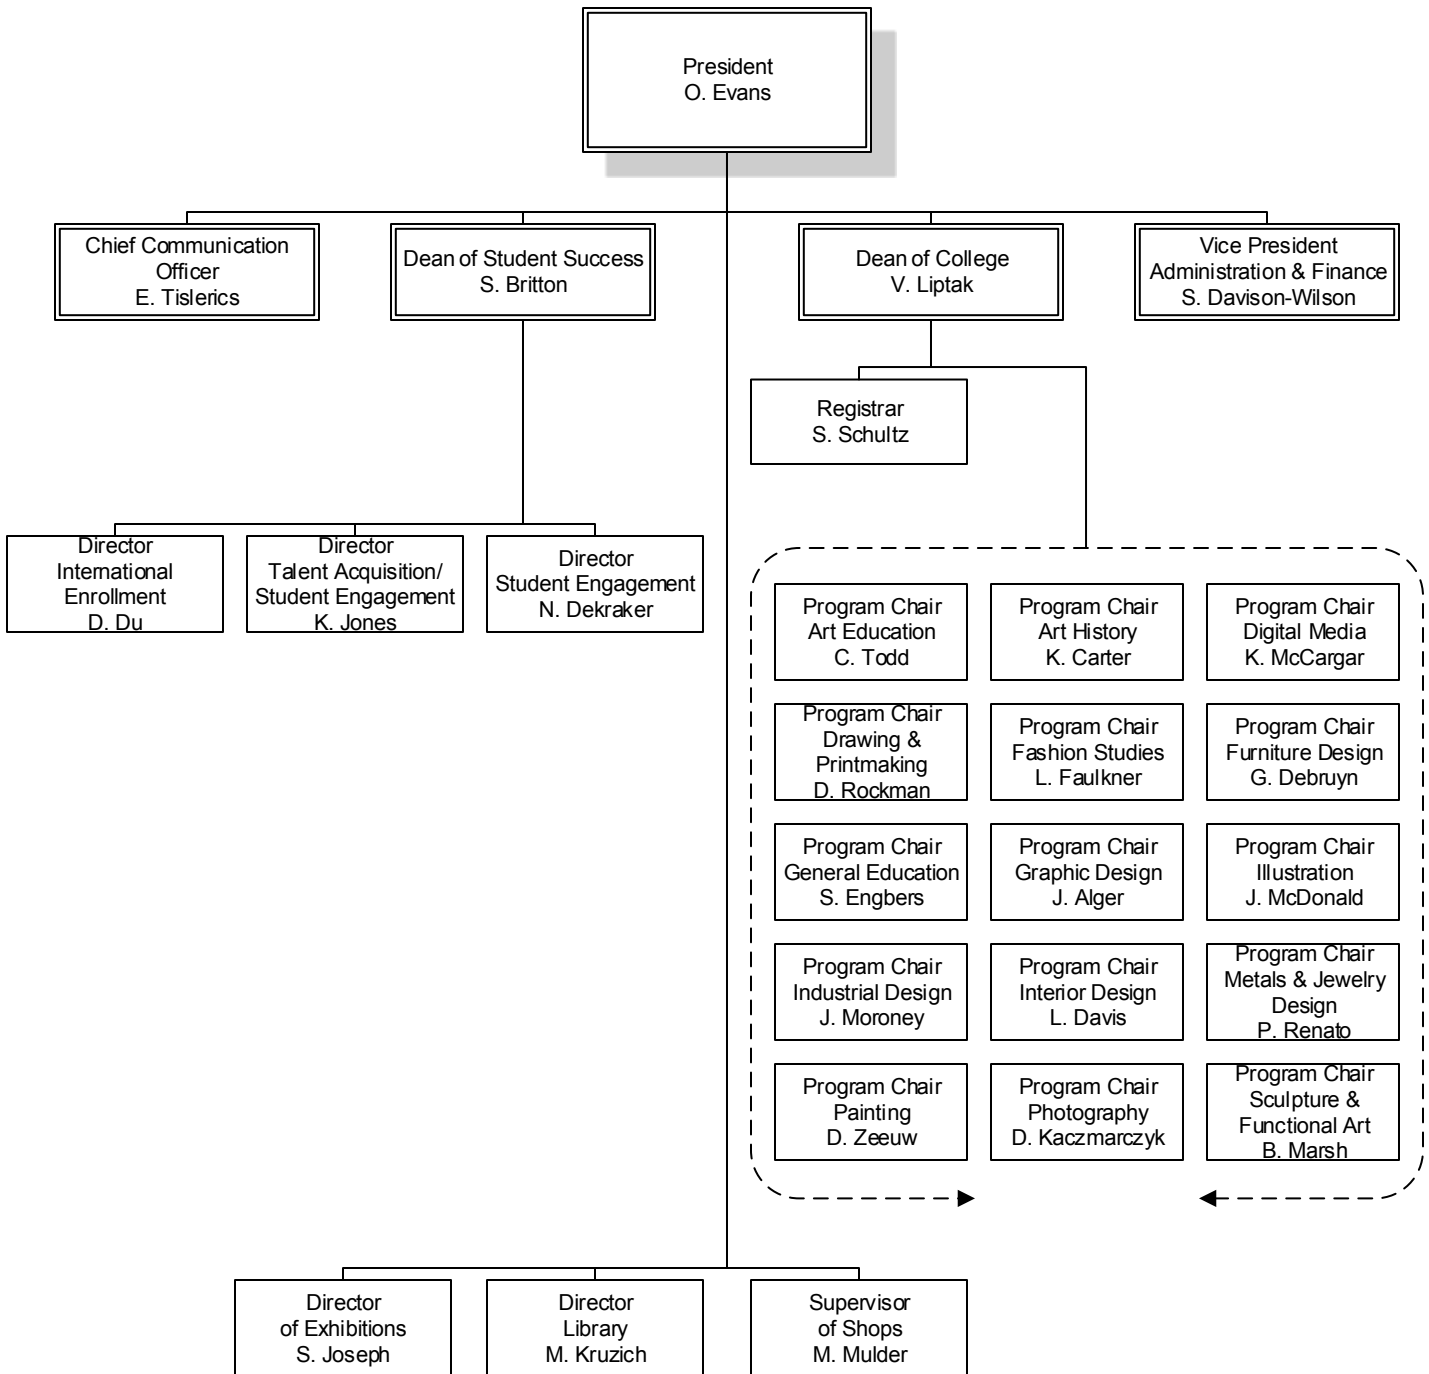 President
O. Evans
Chief Communication
Officer
E. Tislerics
Dean of Student Success
S. Britton
Dean of College
V. Liptak
Vice President
Administration & Finance
S. Davison-Wilson
Registrar
S. Schultz
Director
International
Enrollment
D. Du
Director
Talent Acquisition/
Student Engagement
K. Jones
Director
Student Engagement
N. Dekraker
Program Chair
Art Education
C. Todd
Program Chair
Art History
K. Carter
Program Chair
Digital Media
K. McCargar
Program Chair
Drawing &
Printmaking
D. Rockman
Program Chair
Fashion Studies
L. Faulkner
Program Chair
Furniture Design
G. Debruyn
Program Chair
General Education
S. Engbers
Program Chair
Graphic Design
J. Alger
Program Chair
Illustration
J. McDonald
Program Chair
Industrial Design
J. Moroney
Program Chair
Interior Design
L. Davis
Program Chair
Metals & Jewelry
Design
P. Renato
Program Chair
Painting
D. Zeeuw
Program Chair
Photography
D. Kaczmarczyk
Program Chair
Sculpture &
Functional Art
B. Marsh
Director
of Exhibitions
S. Joseph
Director
Library
M. Kruzich
Supervisor
of Shops
M. Mulder